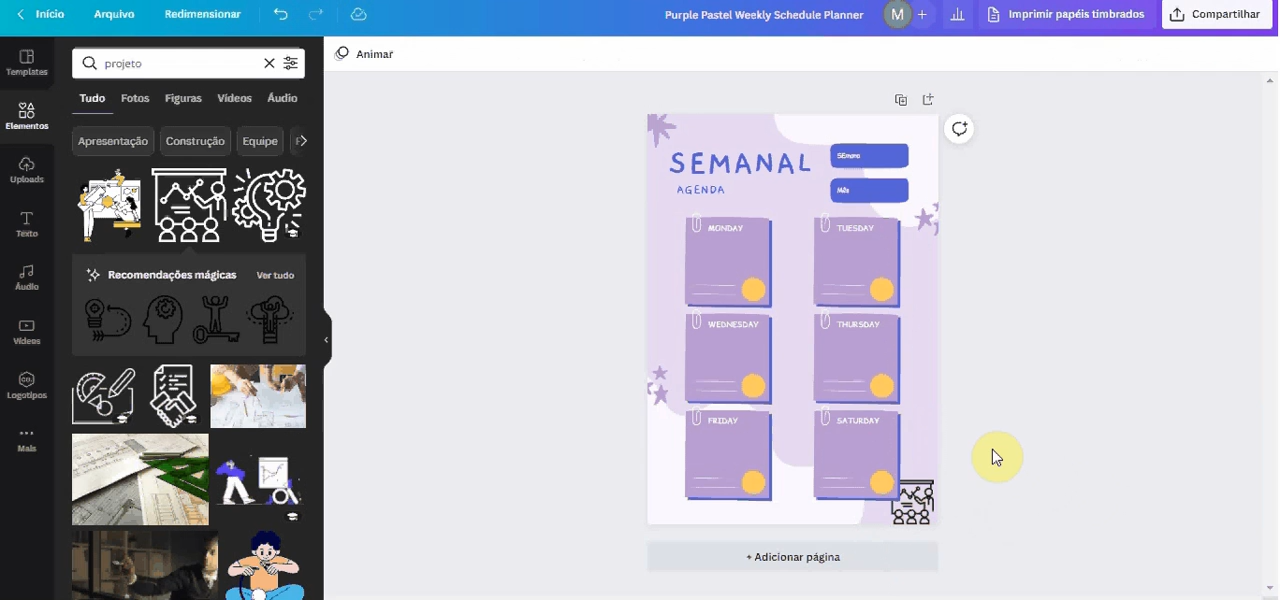 Início Arquivo Redimensionar Purple Pastel Weekly Schedule Planner M + Imprimir papéis timbrados Compartilhar
Templates
Elementos
Uploads
Texto
Áudio
Vídeos
Logotipos
Mais
projeto
Tudo Fotos Figuras Vídeos Áudio
Apresentação Construção Equipe
Recomendações mágicas Ver tudo
Animar
SEMANAL
AGENDA
SEmana
Mês
MONDAY TUESDAY
WEDNESDAY THURSDAY
FRIDAY SATURDAY
+ Adicionar página